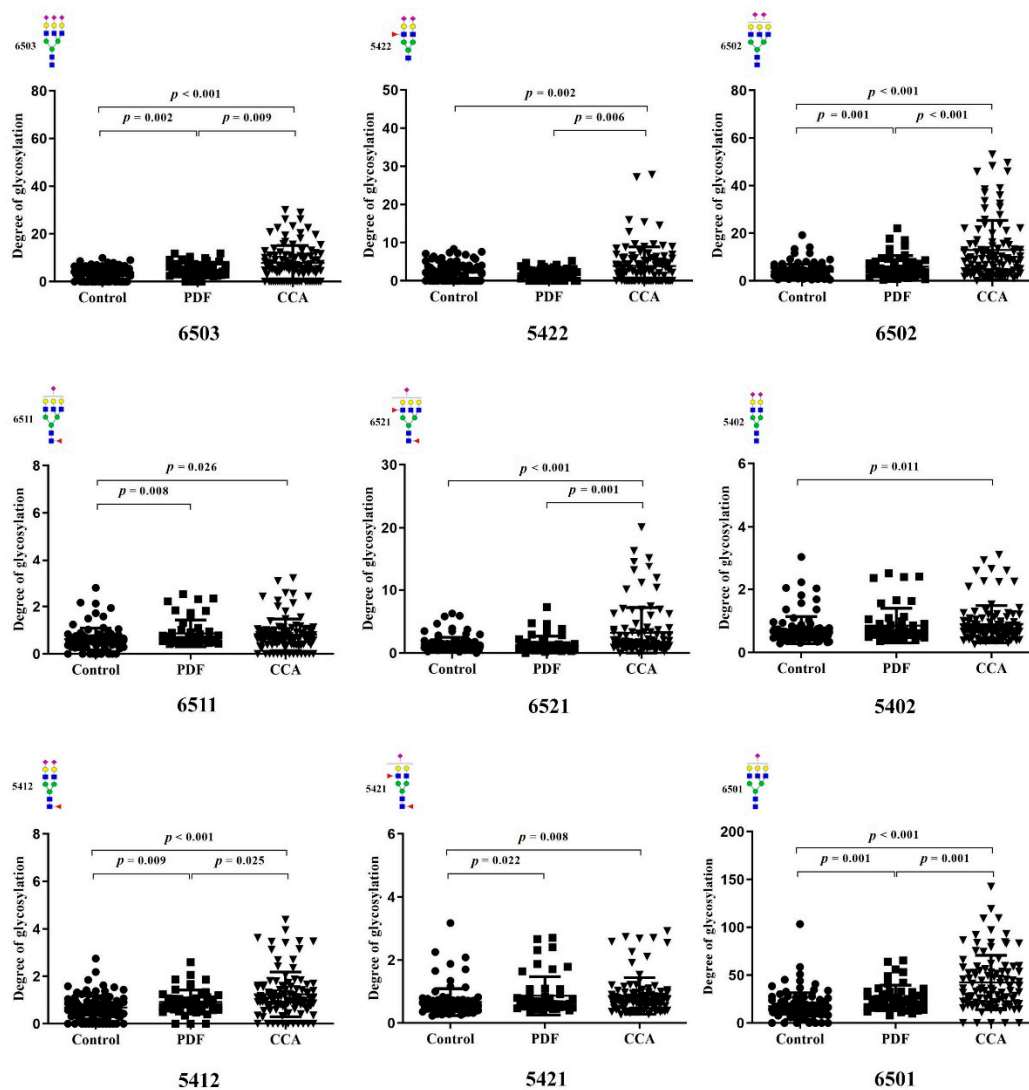 6503
5422
6502
p < 0.001
p = 0.002
p = 0.009
Degree of glycosylation
80
60
40
20
0
Control PDF CCA
6503
p = 0.002
p = 0.006
Degree of glycosylation
50
40
30
20
10
0
Control PDF CCA
5422
p < 0.001
p = 0.001
p < 0.001
Degree of glycosylation
80
60
40
20
0
Control PDF CCA
6502
6511
6521
5402
p = 0.026
p = 0.008
Degree of glycosylation
8
6
4
2
0
Control PDF CCA
6511
p < 0.001
p = 0.001
Degree of glycosylation
30
20
10
0
Control PDF CCA
6521
p = 0.011
Degree of glycosylation
6
4
2
0
Control PDF CCA
5402
5412
5421
6501
p < 0.001
p = 0.009
p = 0.025
Degree of glycosylation
8
6
4
2
0
Control PDF CCA
5412
p = 0.008
p = 0.022
Degree of glycosylation
6
4
2
0
Control PDF CCA
5421
p < 0.001
p = 0.001
p = 0.001
Degree of glycosylation
200
150
100
50
0
Control PDF CCA
6501